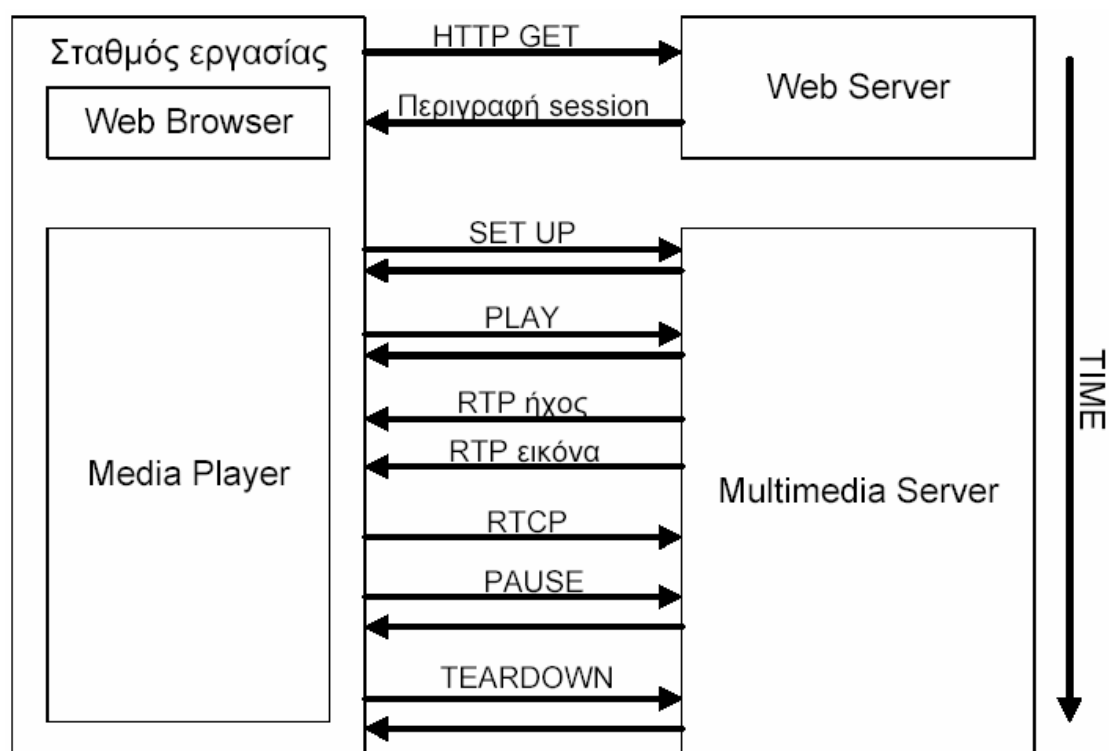 Σταθμός εργασίας
Web Browser
HTTP GET
Περιγραφή session
Web Server
SET UP
PLAY
RTP ήχος
RTP εικόνα
RTCP
PAUSE
TEARDOWN
Media Player
Multimedia Server
TIME